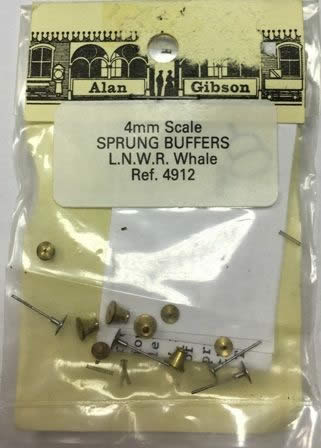 Alan Gibson
4mm Scale
SPRUNG BUFFERS
L.N.W.R. Whale
Ref. 4912